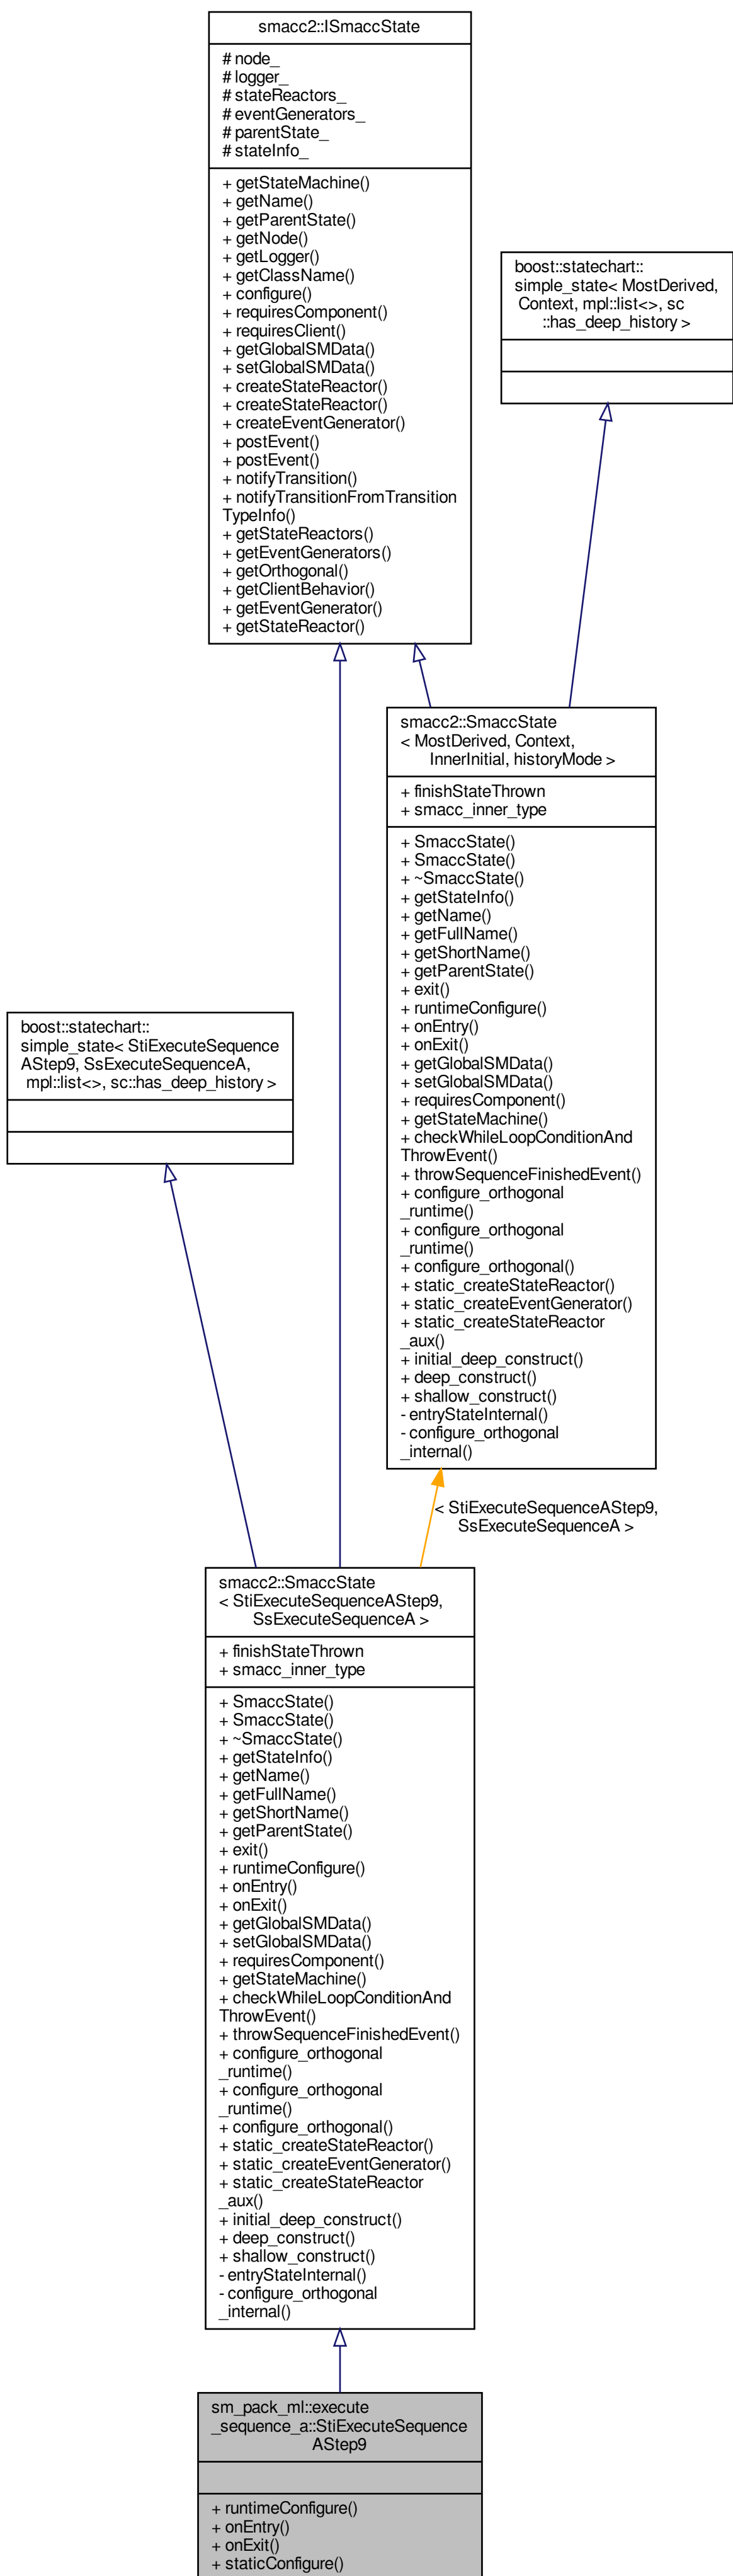 smacc2::ISmaccState
# node_
# logger_
# stateReactors_
# eventGenerators_
# parentState_
# stateInfo_
+ getStateMachine()
+ getName()
+ getParentState()
+ getNode()
+ getLogger()
+ getClassName()
+ configure()
+ requiresComponent()
+ requiresClient()
+ getGlobalSMData()
+ setGlobalSMData()
+ createStateReactor()
+ createStateReactor()
+ createEventGenerator()
+ postEvent()
+ postEvent()
+ notifyTransition()
+ notifyTransitionFromTransition
TypeInfo()
+ getStateReactors()
+ getEventGenerators()
+ getOrthogonal()
+ getClientBehavior()
+ getEventGenerator()
+ getStateReactor()
boost::statechart::
simple_state< MostDerived,
Context, mpl::list<>, sc
::has_deep_history >
smacc2::SmaccState
< MostDerived, Context,
InnerInitial, historyMode >
+ finishStateThrown
+ smacc_inner_type
+ SmaccState()
+ SmaccState()
+ ~SmaccState()
+ getStateInfo()
+ getName()
+ getFullName()
+ getShortName()
+ getParentState()
+ exit()
+ runtimeConfigure()
+ onEntry()
+ onExit()
+ getGlobalSMData()
+ setGlobalSMData()
+ requiresComponent()
+ getStateMachine()
+ checkWhileLoopConditionAnd
ThrowEvent()
+ throwSequenceFinishedEvent()
+ configure_orthogonal
_runtime()
+ configure_orthogonal
_runtime()
+ configure_orthogonal()
+ static_createStateReactor()
+ static_createEventGenerator()
+ static_createStateReactor
_aux()
+ initial_deep_construct()
+ deep_construct()
+ shallow_construct()
- entryStateInternal()
- configure_orthogonal
_internal()
boost::statechart::
simple_state< StiExecuteSequence
AStep9, SsExecuteSequenceA,
mpl::list<>, sc::has_deep_history >
< StiExecuteSequenceAStep9,
SsExecuteSequenceA >
smacc2::SmaccState
< StiExecuteSequenceAStep9,
SsExecuteSequenceA >
+ finishStateThrown
+ smacc_inner_type
+ SmaccState()
+ SmaccState()
+ ~SmaccState()
+ getStateInfo()
+ getName()
+ getFullName()
+ getShortName()
+ getParentState()
+ exit()
+ runtimeConfigure()
+ onEntry()
+ onExit()
+ getGlobalSMData()
+ setGlobalSMData()
+ requiresComponent()
+ getStateMachine()
+ checkWhileLoopConditionAnd
ThrowEvent()
+ throwSequenceFinishedEvent()
+ configure_orthogonal
_runtime()
+ configure_orthogonal
_runtime()
+ configure_orthogonal()
+ static_createStateReactor()
+ static_createEventGenerator()
+ static_createStateReactor
_aux()
+ initial_deep_construct()
+ deep_construct()
+ shallow_construct()
- entryStateInternal()
- configure_orthogonal
_internal()
sm_pack_ml::execute
_sequence_a::StiExecuteSequence
AStep9
+ runtimeConfigure()
+ onEntry()
+ onExit()
+ staticConfigure()